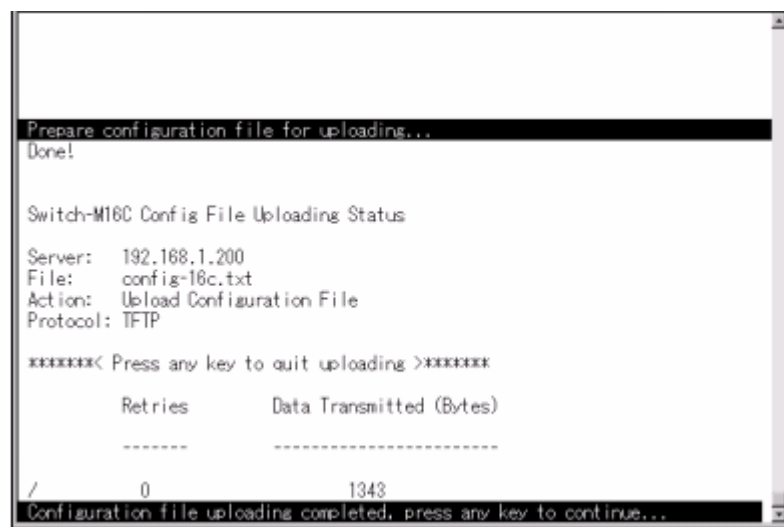 Prepare configuration file for uploading...
Done!
Switch-M16C Config File Uploading Status
Server: 192.168.1.200
File: config-16c.txt
Action: Upload Configuration File
Protocol: TFTP
*******< Press any key to quit uploading >*******
Retries Data Transmitted (Bytes)
------- ------------------------
/ 0 1343
Configuration file uploading completed, press any key to continue...